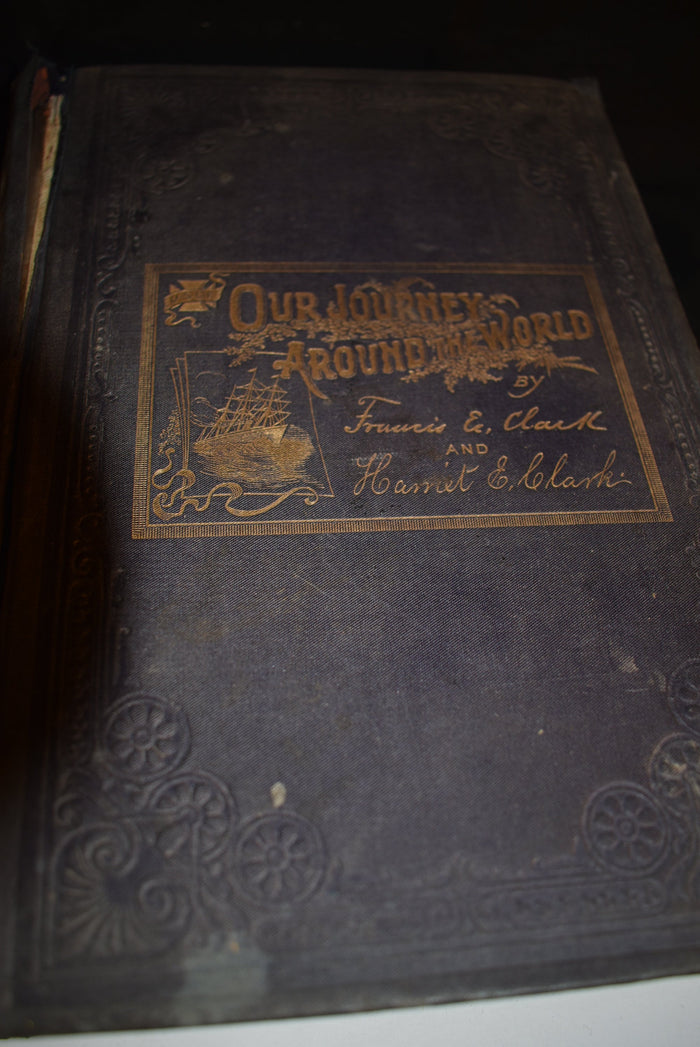 OUR JOURNEY
AROUND THE WORLD
BY
Francis E. Clark
AND
Harriet E. Clark.